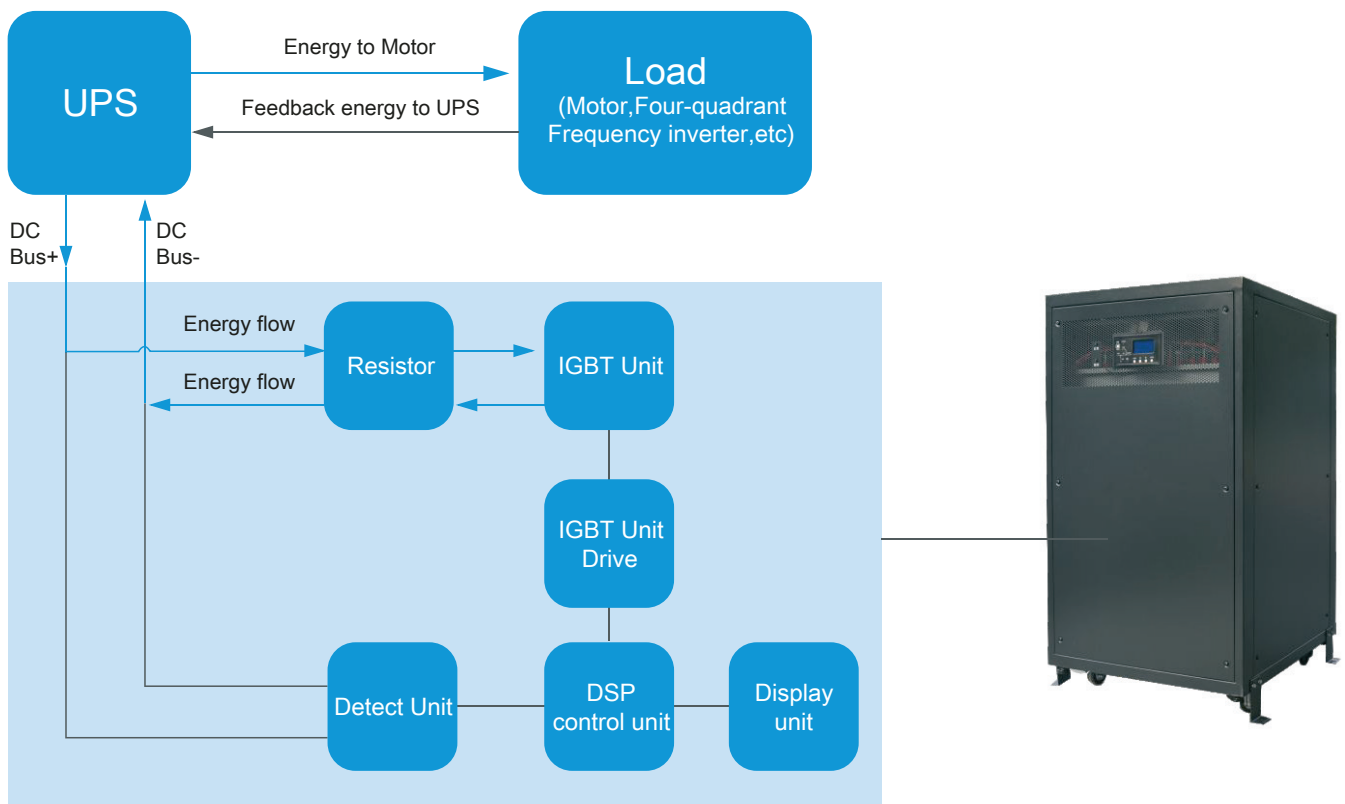 Energy to Motor
UPS
Load
(Motor,Four-quadrant
Frequency inverter,etc)
Feedback energy to UPS
DC
Bus+
DC
Bus-
Energy flow
Energy flow
Resistor
IGBT Unit
IGBT Unit
Drive
Detect Unit
DSP
control unit
Display
unit